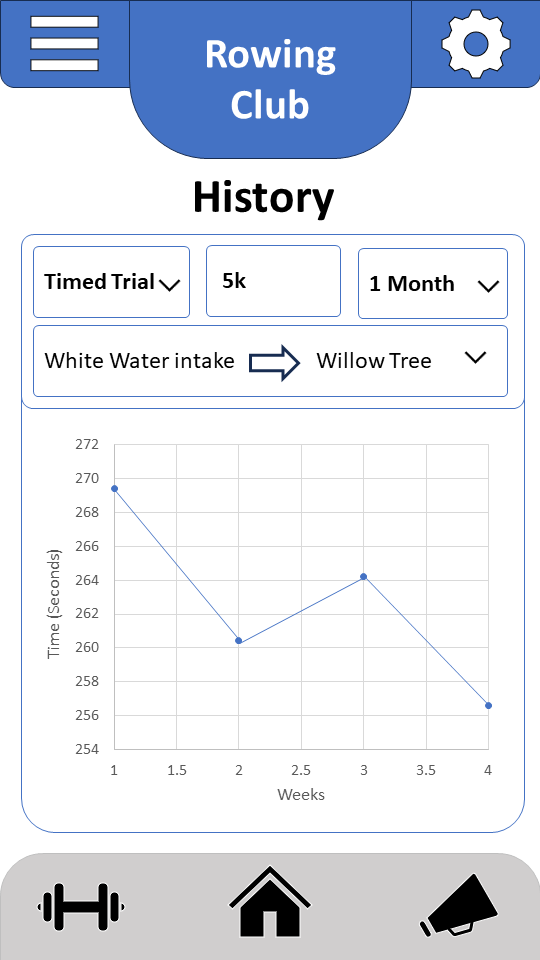 Rowing
Club
History
Timed Trial
5k
1 Month
White Water intake
Willow Tree
272
270
268
266
264
262
260
258
256
254
Time (Seconds)
1
1.5
2
2.5
3
3.5
4
Weeks